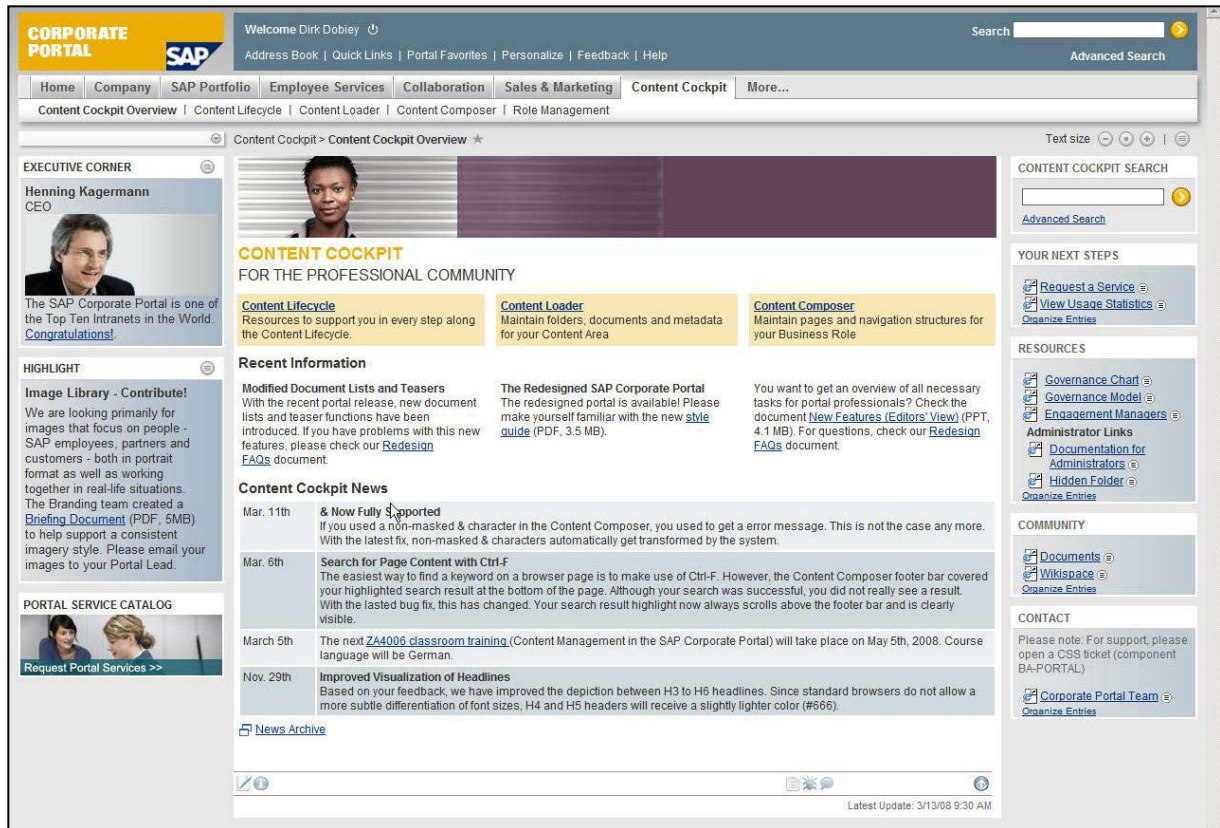 CORPORATE
PORTAL
SAP
Welcome Dirk Dobiey
Address Book | Quick Links | Portal Favorites | Personalize | Feedback | Help
Search
Advanced Search
Home Company SAP Portfolio Employee Services Collaboration Sales & Marketing Content Cockpit More...
Content Cockpit Overview | Content Lifecycle | Content Loader | Content Composer | Role Management
Content Cockpit > Content Cockpit Overview
Text size
EXECUTIVE CORNER
Henning Kagermann
CEO
The SAP Corporate Portal is one of
the Top Ten Intranets in the World.
Congratulations!.
HIGHLIGHT
Image Library - Contribute!
We are looking primarily for
images that focus on people -
SAP employees, partners and
customers - both in portrait
format as well as working
together in real-life situations.
The Branding team created a
Briefing Document (PDF, 5MB)
to help support a consistent
imagery style. Please email your
images to your Portal Lead.
PORTAL SERVICE CATALOG
Request Portal Services >>
CONTENT COCKPIT
FOR THE PROFESSIONAL COMMUNITY
Content Lifecycle
Resources to support you in every step along
the Content Lifecycle.
Content Loader
Maintain folders, documents and metadata
for your Content Area
Content Composer
Maintain pages and navigation structures for
your Business Role
Recent Information
Modified Document Lists and Teasers
With the recent portal release, new document
lists and teaser functions have been
introduced. If you have problems with this new
features, please check our Redesign
FAQs document.
The Redesigned SAP Corporate Portal
The redesigned portal is available! Please
make yourself familiar with the new style
guide (PDF, 3.5 MB).
You want to get an overview of all necessary
tasks for portal professionals? Check the
document New Features (Editors' View) (PPT,
4.1 MB). For questions, check our Redesign
FAQs document.
Content Cockpit News
Mar. 11th
& Now Fully Supported
If you used a non-masked & character in the Content Composer, you used to get a error message. This is not the case any more.
With the latest fix, non-masked & characters automatically get transformed by the system.
Mar. 6th
Search for Page Content with Ctrl-F
The easiest way to find a keyword on a browser page is to make use of Ctrl-F. However, the Content Composer footer bar covered
your highlighted search result at the bottom of the page. Although your search was successful, you did not really see a result.
With the lasted bug fix, this has changed. Your search result highlight now always scrolls above the footer bar and is clearly
visible.
March 5th
The next ZA4006 classroom training (Content Management in the SAP Corporate Portal) will take place on May 5th, 2008. Course
language will be German.
Nov. 29th
Improved Visualization of Headlines
Based on your feedback, we have improved the depiction between H3 to H6 headlines. Since standard browsers do not allow a
more subtle differentiation of font sizes, H4 and H5 headers will receive a slightly lighter color (#666).
News Archive
Latest Update: 3/13/08 9:30 AM
CONTENT COCKPIT SEARCH
Advanced Search
YOUR NEXT STEPS
Request a Service
View Usage Statistics
Organize Entries
RESOURCES
Governance Chart
Governance Model
Engagement Managers
Administrator Links
Documentation for
Administrators
Hidden Folder
Organize Entries
COMMUNITY
Documents
Wikispace
Organize Entries
CONTACT
Please note: For support, please
open a CSS ticket (component
BA-PORTAL)
Corporate Portal Team
Organize Entries